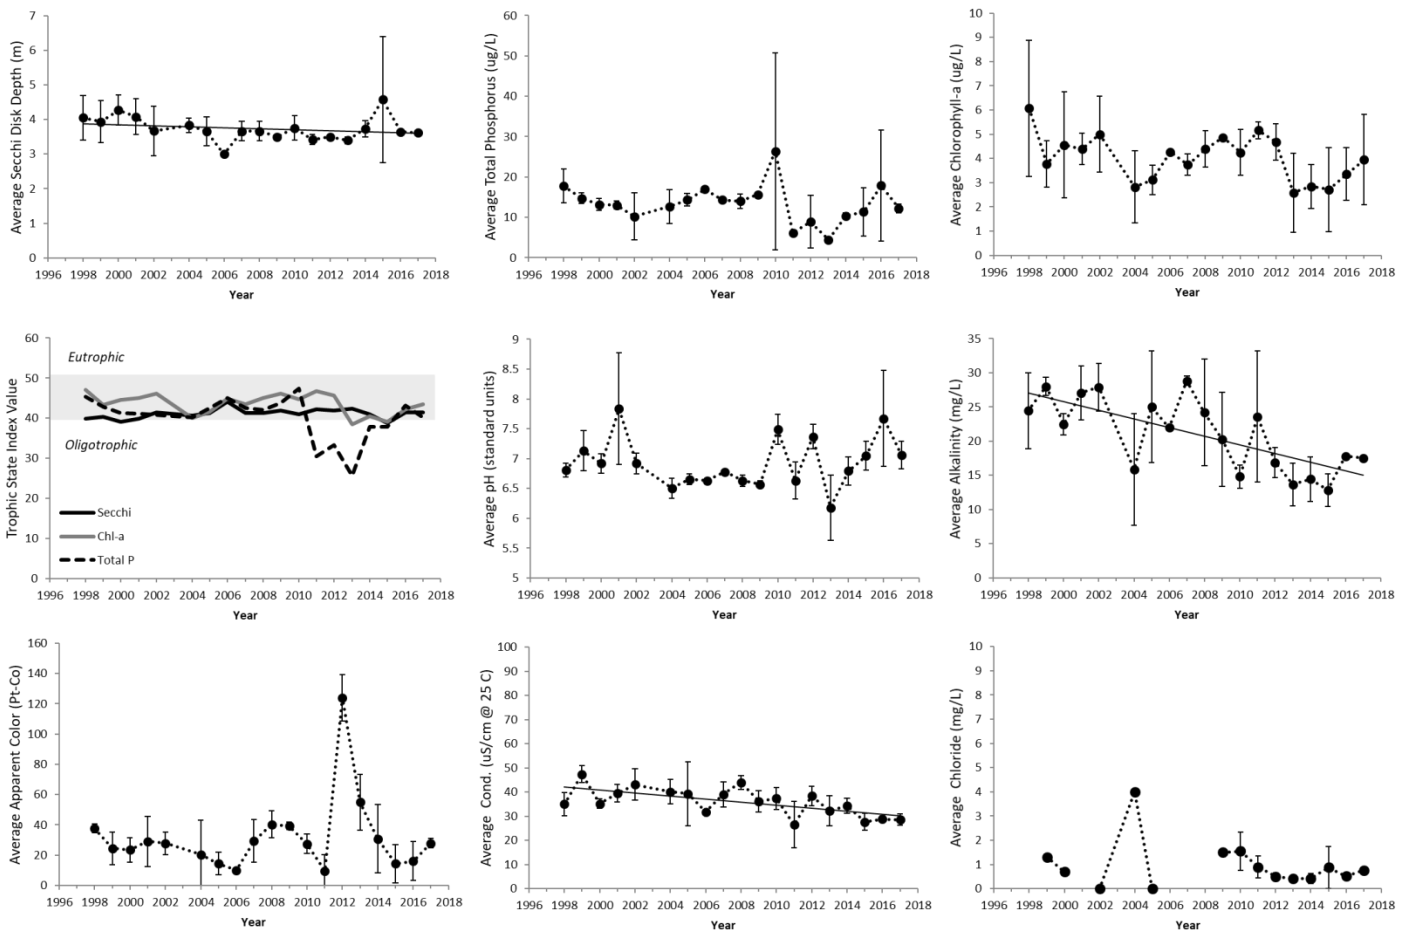 Average Secchi Disk Depth (m)
7
6
5
4
3
2
1
0
1996 1998 2000 2002 2004 2006 2008 2010 2012 2014 2016 2018
Year
Average Total Phosphorus (ug/L)
60
50
40
30
20
10
0
1996 1998 2000 2002 2004 2006 2008 2010 2012 2014 2016 2018
Year
Average Chlorophyll-a (ug/L)
10
9
8
7
6
5
4
3
2
1
0
1996 1998 2000 2002 2004 2006 2008 2010 2012 2014 2016 2018
Year
Trophic State Index Value
60
50
40
30
20
10
0
Eutrophic
Oligotrophic
Secchi
Chl-a
Total P
1996 1998 2000 2002 2004 2006 2008 2010 2012 2014 2016 2018
Year
Average pH (standard units)
9
8.5
8
7.5
7
6.5
6
5.5
5
1996 1998 2000 2002 2004 2006 2008 2010 2012 2014 2016 2018
Year
Average Alkalinity (mg/L)
35
30
25
20
15
10
5
0
1996 1998 2000 2002 2004 2006 2008 2010 2012 2014 2016 2018
Year
Average Apparent Color (Pt-Co)
160
140
120
100
80
60
40
20
0
1996 1998 2000 2002 2004 2006 2008 2010 2012 2014 2016 2018
Year
Average Cond. (uS/cm @ 25 C)
100
90
80
70
60
50
40
30
20
10
0
1996 1998 2000 2002 2004 2006 2008 2010 2012 2014 2016 2018
Year
Average Chloride (mg/L)
10
9
8
7
6
5
4
3
2
1
0
1996 1998 2000 2002 2004 2006 2008 2010 2012 2014 2016 2018
Year